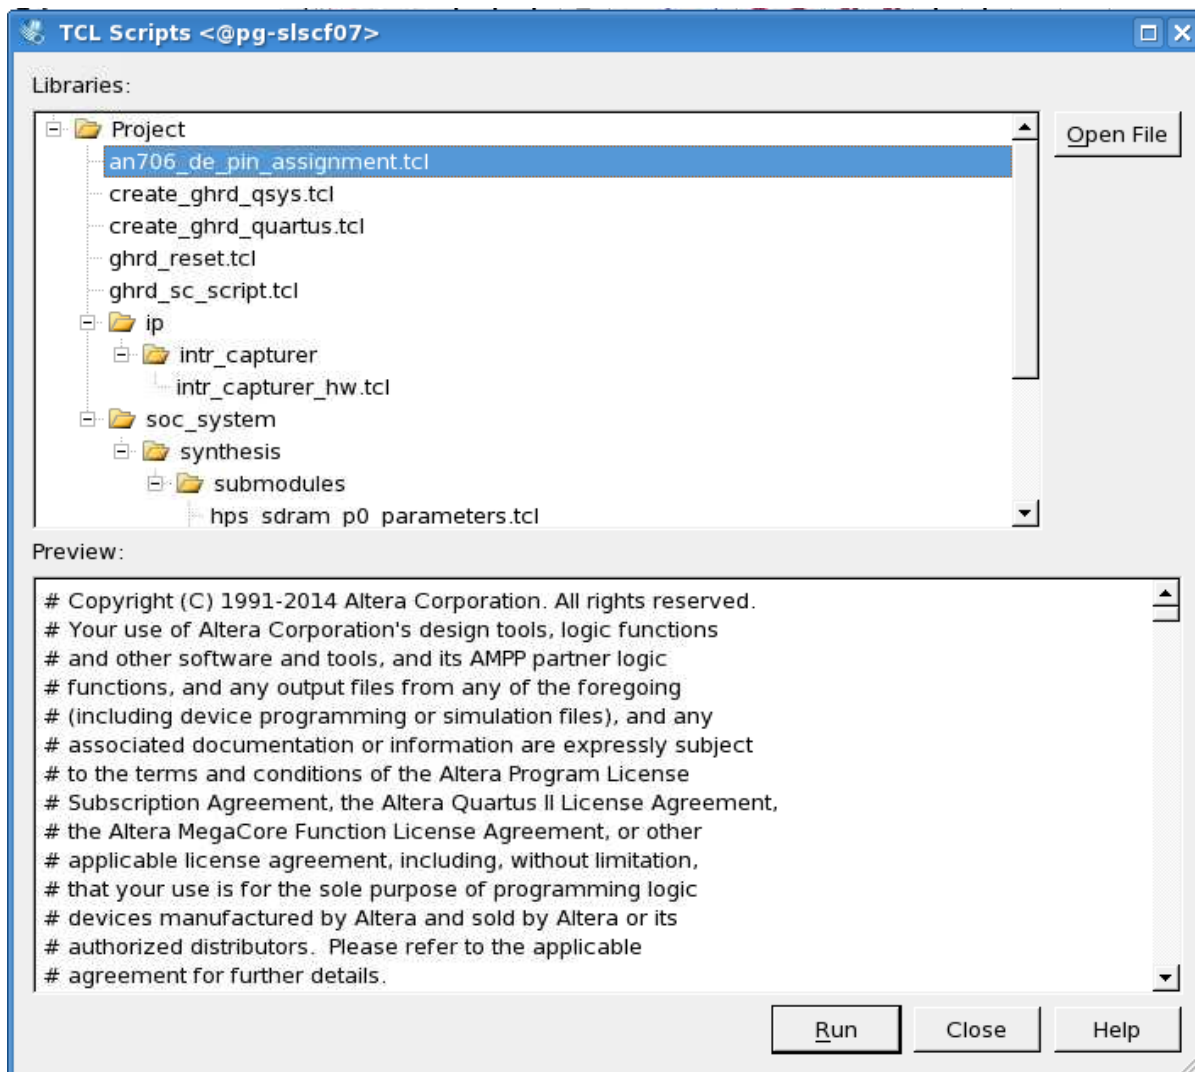 TCL Scripts <@pg-slscf07>
Libraries:
Project
Open File
an706_de_pin_assignment.tcl
create_ghrd_qsys.tcl
create_ghrd_quartus.tcl
ghrd_reset.tcl
ghrd_sc_script.tcl
ip
intr_capturer
intr_capturer_hw.tcl
soc_system
synthesis
submodules
hps_sdram_p0_parameters.tcl
Preview:
# Copyright (C) 1991-2014 Altera Corporation. All rights reserved.
# Your use of Altera Corporation's design tools, logic functions
# and other software and tools, and its AMPP partner logic
# functions, and any output files from any of the foregoing
# (including device programming or simulation files), and any
# associated documentation or information are expressly subject
# to the terms and conditions of the Altera Program License
# Subscription Agreement, the Altera Quartus II License Agreement,
# the Altera MegaCore Function License Agreement, or other
# applicable license agreement, including, without limitation,
# that your use is for the sole purpose of programming logic
# devices manufactured by Altera and sold by Altera or its
# authorized distributors.  Please refer to the applicable
# agreement for further details.
Run
Close
Help